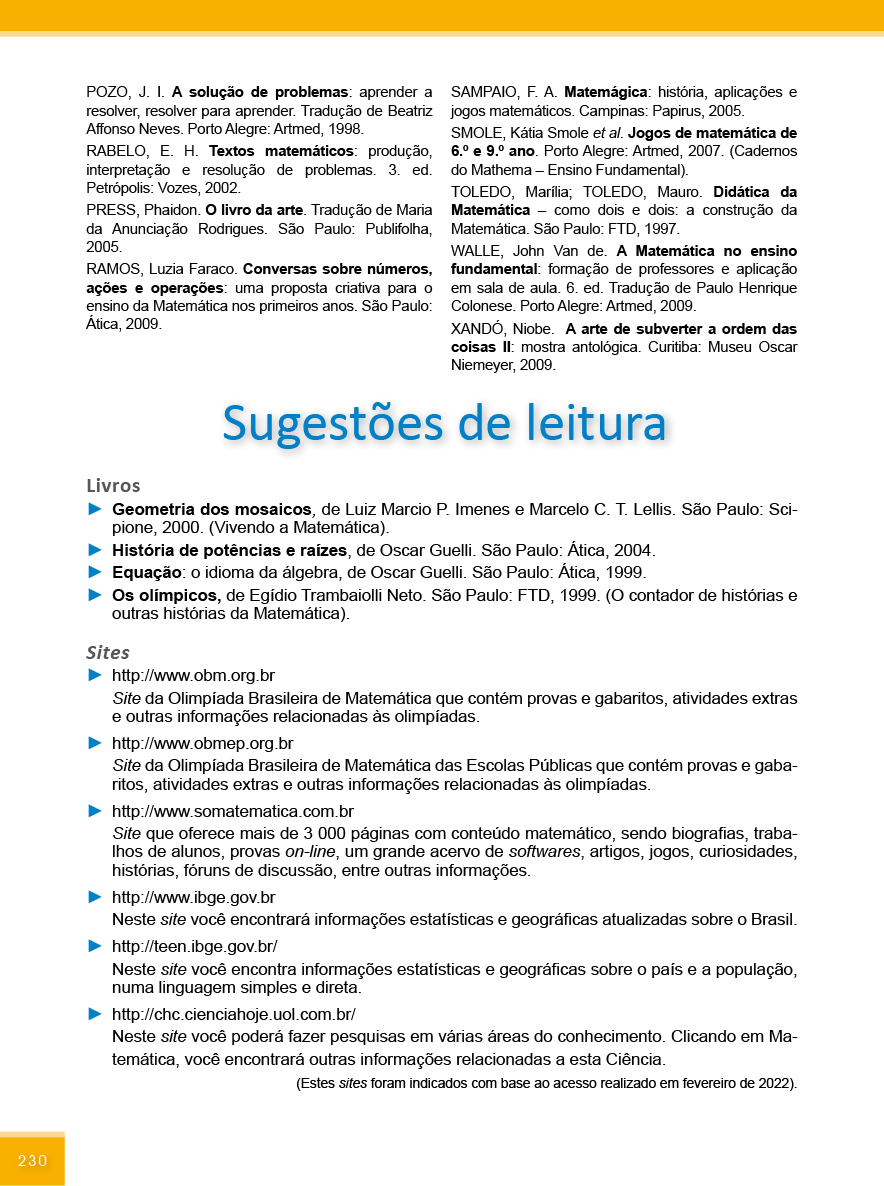 POZO, J. I. A solução de problemas: aprender a
resolver, resolver para aprender. Tradução de Beatriz
Affonso Neves. Porto Alegre: Artmed, 1998.
RABELO, E. H. Textos matemáticos: produção,
interpretação e resolução de problemas. 3. ed.
Petrópolis: Vozes, 2002.
PRESS, Phaidon. O livro da arte. Tradução de Maria
da Anunciação Rodrigues. São Paulo: Publifolha,
2005.
RAMOS, Luzia Faraco. Conversas sobre números,
ações e operações: uma proposta criativa para o
ensino da Matemática nos primeiros anos. São Paulo:
Ática, 2009.
SAMPAIO, F. A. Matemágica: história, aplicações e
jogos matemáticos. Campinas: Papirus, 2005.
SMOLE, Kátia Smole et al. Jogos de matemática de
6.º e 9.º ano. Porto Alegre: Artmed, 2007. (Cadernos
do Mathema – Ensino Fundamental).
TOLEDO, Marília; TOLEDO, Mauro. Didática da
Matemática – como dois e dois: a construção da
Matemática. São Paulo: FTD, 1997.
WALLE, John Van de. A Matemática no ensino
fundamental: formação de professores e aplicação
em sala de aula. 6. ed. Tradução de Paulo Henrique
Colonese. Porto Alegre: Artmed, 2009.
XANDÓ, Niobe. A arte de subverter a ordem das
coisas II: mostra antológica. Curitiba: Museu Oscar
Niemeyer, 2009.
Sugestões de leitura
Livros
► Geometria dos mosaicos, de Luiz Marcio P. Imenes e Marcelo C. T. Lellis. São Paulo: Sci-
pione, 2000. (Vivendo a Matemática).
► História de potências e raízes, de Oscar Guelli. São Paulo: Ática, 2004.
► Equação: o idioma da álgebra, de Oscar Guelli. São Paulo: Ática, 1999.
► Os olímpicos, de Egídio Trambaiolli Neto. São Paulo: FTD, 1999. (O contador de histórias e
outras histórias da Matemática).
Sites
► http://www.obm.org.br
Site da Olimpíada Brasileira de Matemática que contém provas e gabaritos, atividades extras
e outras informações relacionadas às olimpíadas.
► http://www.obmep.org.br
Site da Olimpíada Brasileira de Matemática das Escolas Públicas que contém provas e gaba-
ritos, atividades extras e outras informações relacionadas às olimpíadas.
► http://www.somatematica.com.br
Site que oferece mais de 3 000 páginas com conteúdo matemático, sendo biografias, traba-
lhos de alunos, provas on-line, um grande acervo de softwares, artigos, jogos, curiosidades,
histórias, fóruns de discussão, entre outras informações.
► http://www.ibge.gov.br
Neste site você encontrará informações estatísticas e geográficas atualizadas sobre o Brasil.
► http://teen.ibge.gov.br/
Neste site você encontra informações estatísticas e geográficas sobre o país e a população,
numa linguagem simples e direta.
► http://chc.cienciahoje.uol.com.br/
Neste site você poderá fazer pesquisas em várias áreas do conhecimento. Clicando em Ma-
temática, você encontrará outras informações relacionadas a esta Ciência.
(Estes sites foram indicados com base ao acesso realizado em fevereiro de 2022).
230